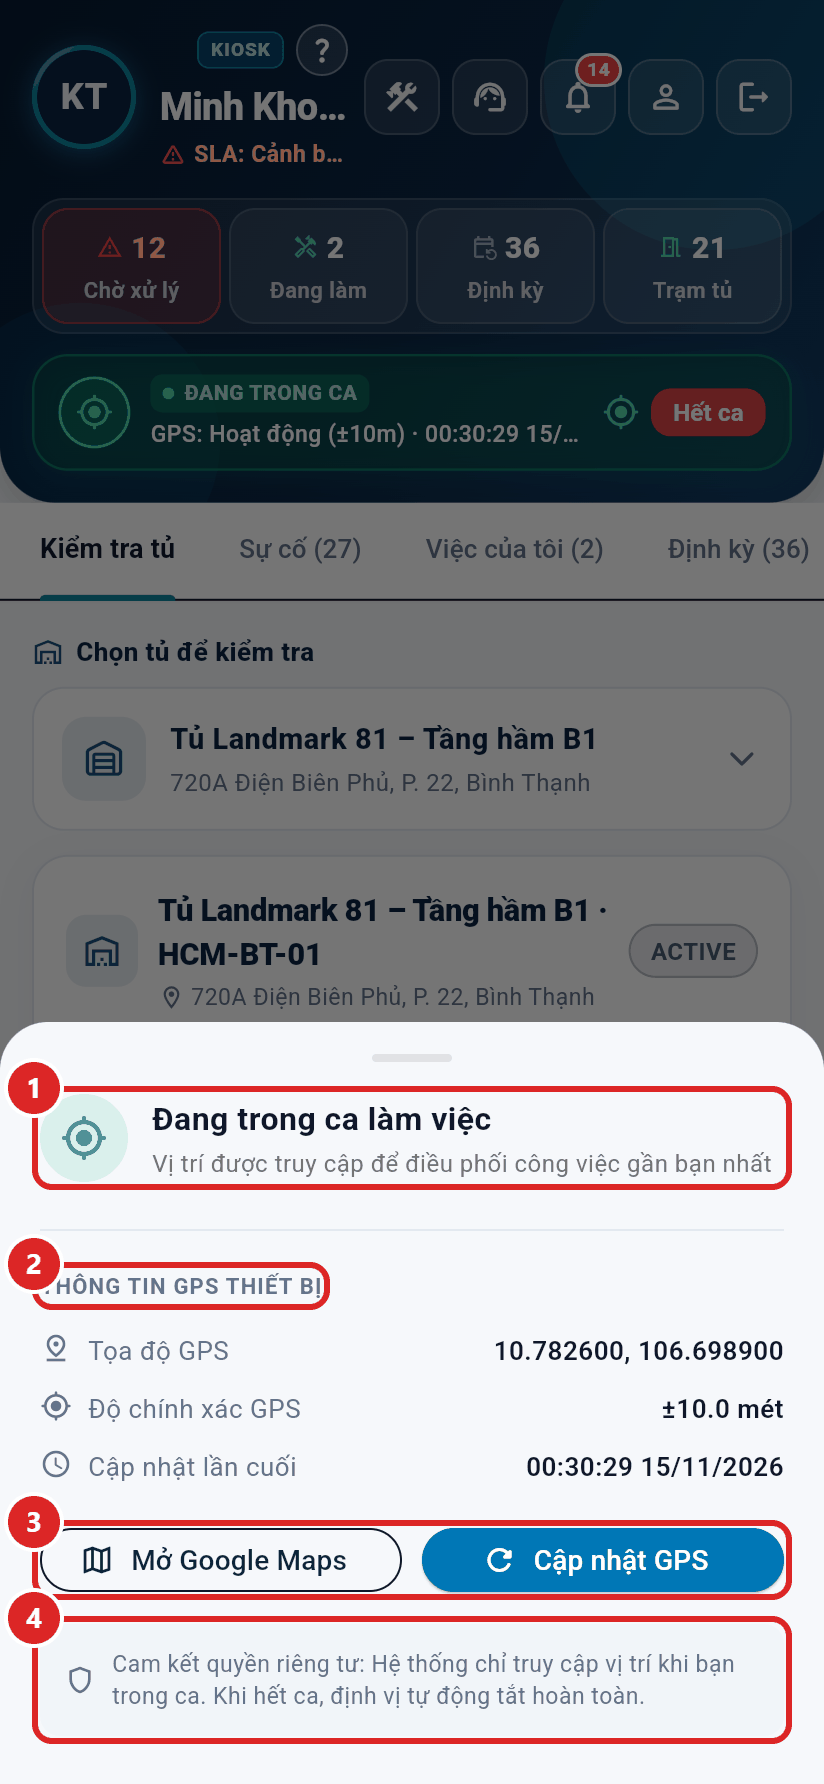 KT
KIOSK
?
Minh Kho...
SLA: Cảnh b...
14
12
Chờ xử lý
2
Đang làm
36
Định kỳ
21
Trạm tủ
ĐANG TRONG CA
GPS: Hoạt động (±10m) · 00:30:29 15/...
Hết ca
Kiểm tra tủ
Sự cố (27)
Việc của tôi (2)
Định kỳ (36)
Chọn tủ để kiểm tra
Tủ Landmark 81 – Tầng hầm B1
720A Điện Biên Phủ, P. 22, Bình Thạnh
Tủ Landmark 81 – Tầng hầm B1 ·
HCM-BT-01
ACTIVE
720A Điện Biên Phủ, P. 22, Bình Thạnh
1
Đang trong ca làm việc
Vị trí được truy cập để điều phối công việc gần bạn nhất
2
THÔNG TIN GPS THIẾT BỊ
Tọa độ GPS 10.782600, 106.698900
Độ chính xác GPS ±10.0 mét
Cập nhật lần cuối 00:30:29 15/11/2026
3
Mở Google Maps
Cập nhật GPS
4
Cam kết quyền riêng tư: Hệ thống chỉ truy cập vị trí khi bạn
trong ca. Khi hết ca, định vị tự động tắt hoàn toàn.